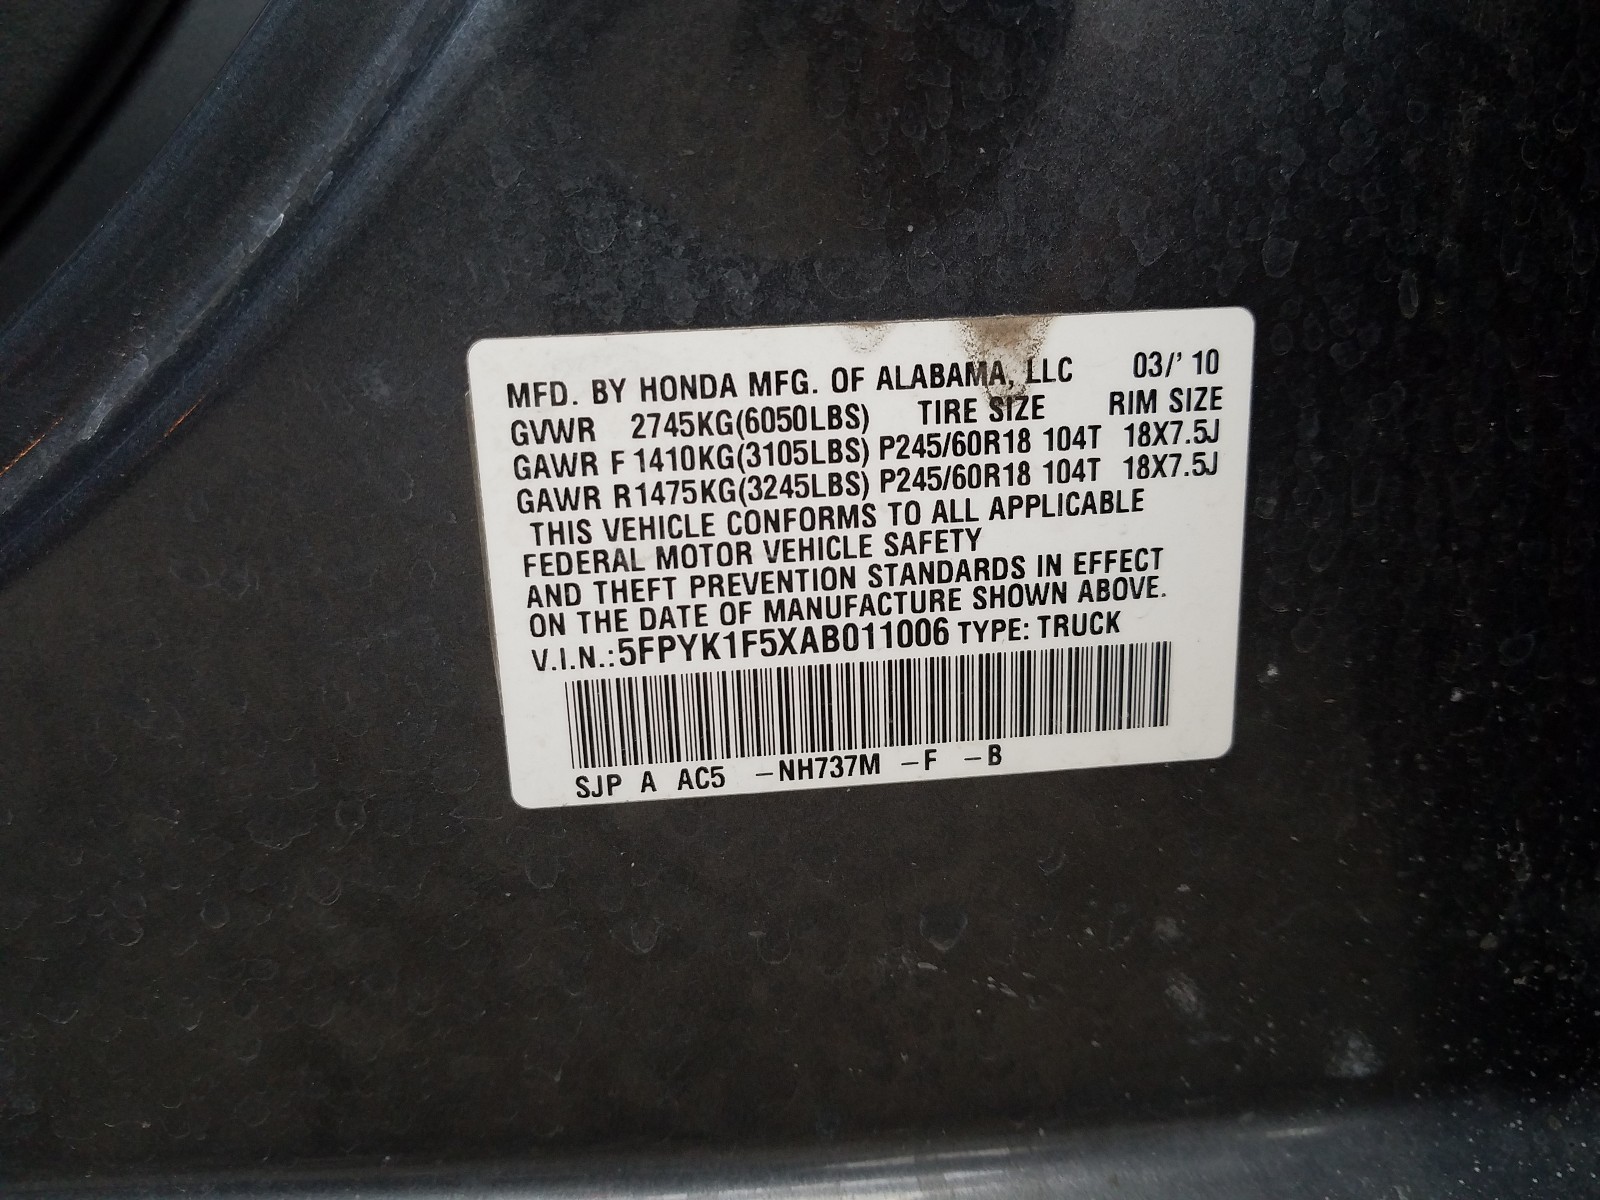 MFD. BY HONDA MFG. OF ALABAMA, LLC 03/' 10
GVWR 2745KG(6050LBS) TIRE SIZE RIM SIZE
GAWR F 1410KG(3105LBS) P245/60R18 104T 18X7.5J
GAWR R1475KG(3245LBS) P245/60R18 104T 18X7.5J
THIS VEHICLE CONFORMS TO ALL APPLICABLE
FEDERAL MOTOR VEHICLE SAFETY
AND THEFT PREVENTION STANDARDS IN EFFECT
ON THE DATE OF MANUFACTURE SHOWN ABOVE.
V.I.N.:5FPYK1F5XAB011006 TYPE: TRUCK
SJP A AC5 -NH737M -F -B